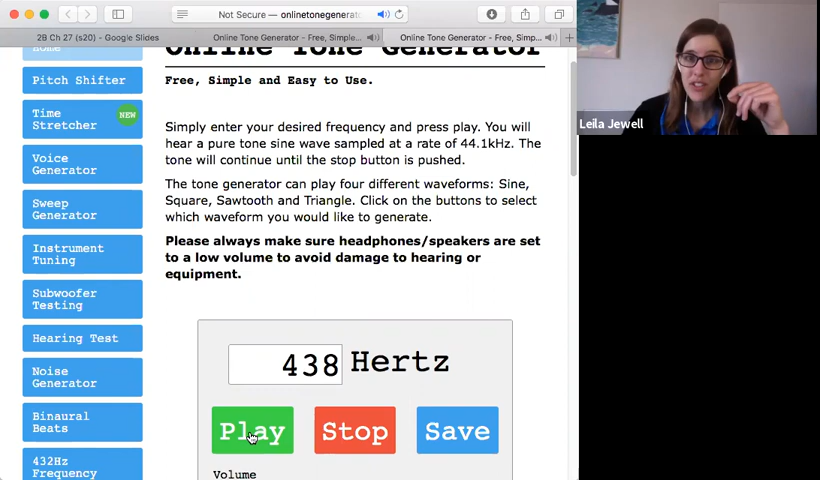 Not Secure — onlinetonegenerat
2B Ch 27 (s20) - Google Slides
Online Tone Generator - Free, Simple...
Online Tone Generator - Free, Simp...
Home
Online Tone Generator
Free, Simple and Easy to Use.
Pitch Shifter
Time
Stretcher
NEW
Voice
Generator
Sweep
Generator
Instrument
Tuning
Subwoofer
Testing
Hearing Test
Noise
Generator
Binaural
Beats
432Hz
Frequency
Simply enter your desired frequency and press play. You will
hear a pure tone sine wave sampled at a rate of 44.1kHz. The
tone will continue until the stop button is pushed.
The tone generator can play four different waveforms: Sine,
Square, Sawtooth and Triangle. Click on the buttons to select
which waveform you would like to generate.
Please always make sure headphones/speakers are set
to a low volume to avoid damage to hearing or
equipment.
438 Hertz
Play Stop Save
Volume
Leila Jewell